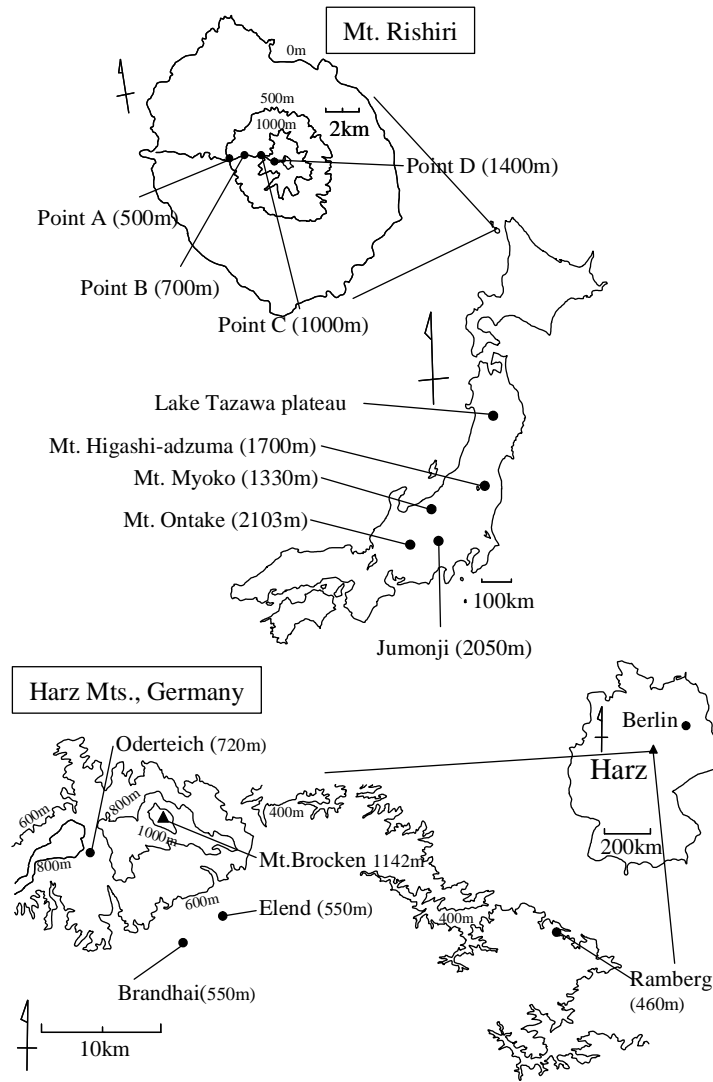 Mt. Rishiri
0m
500m
1000m
2km
Point D (1400m)
Point A (500m)
Point B (700m)
Point C (1000m)
Lake Tazawa plateau
Mt. Higashi-adzuma (1700m)
Mt. Myoko (1330m)
Mt. Ontake (2103m)
100km
Jumonji (2050m)
Harz Mts., Germany
Berlin
Oderteich (720m)
Harz
600m
800m
400m
1000m
200km
800m
Mt.Brocken 1142m
600m
Elend (550m)
400m
Brandhai(550m)
Ramberg
(460m)
10km